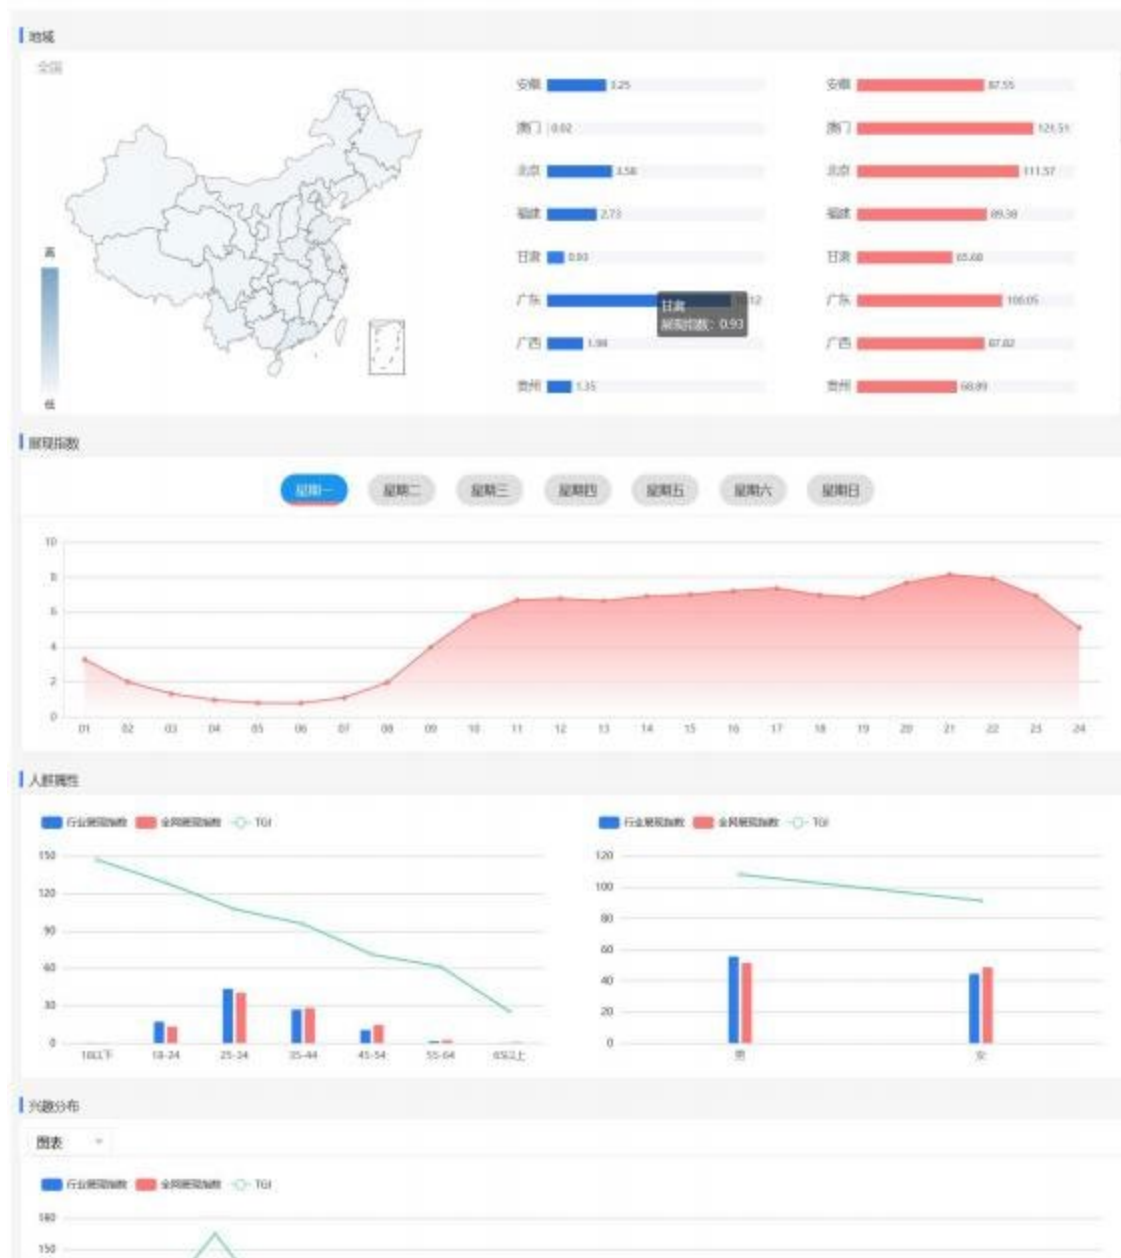 地域
全国
高
低
安徽 3.25
澳门 0.02
北京 3.58
福建 2.73
甘肃 0.93
广东 12
广西 1.98
贵州 1.35
甘肃
展现指数: 0.93
安徽 87.55
澳门 121.51
北京 111.57
福建 89.38
甘肃 65.68
广东 100.05
广西 87.82
贵州 68.89
展现指数
星期一 星期二 星期三 星期四 星期五 星期六 星期日
10
8
6
4
2
0
01 02 03 04 05 06 07 08 09 10 11 12 13 14 15 16 17 18 19 20 21 22 23 24
人群属性
行业展现指数 全网展现指数 TGI
150
120
90
60
30
0
18以下 18-24 25-34 35-44 45-54 55-64 65以上
行业展现指数 全网展现指数 TGI
120
100
80
60
40
20
0
男 女
兴趣分布
图表
行业展现指数 全网展现指数 TGI
180
150